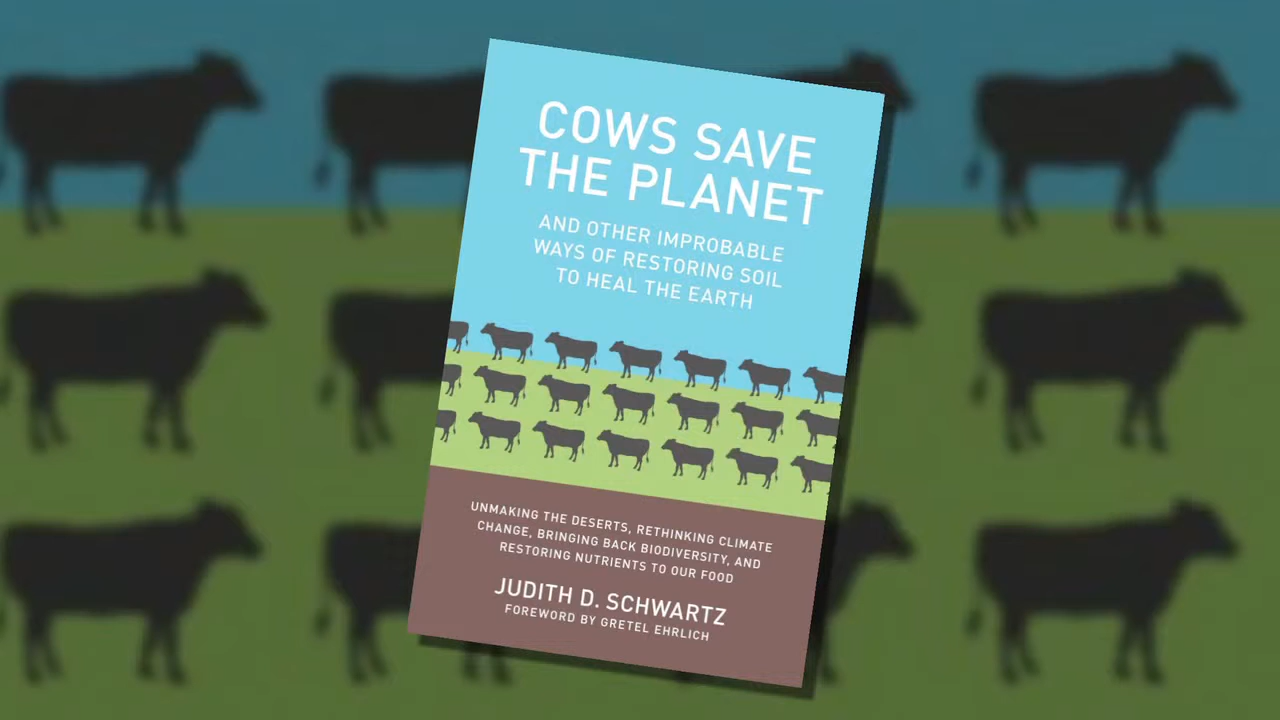 COWS SAVE
THE PLANET
AND OTHER IMPROBABLE
WAYS OF RESTORING SOIL
TO HEAL THE EARTH
UNMAKING THE DESERTS, RETHINKING CLIMATE
CHANGE, BRINGING BACK BIODIVERSITY, AND
RESTORING NUTRIENTS TO OUR FOOD
JUDITH D. SCHWARTZ
FOREWORD BY GRETEL EHRLICH